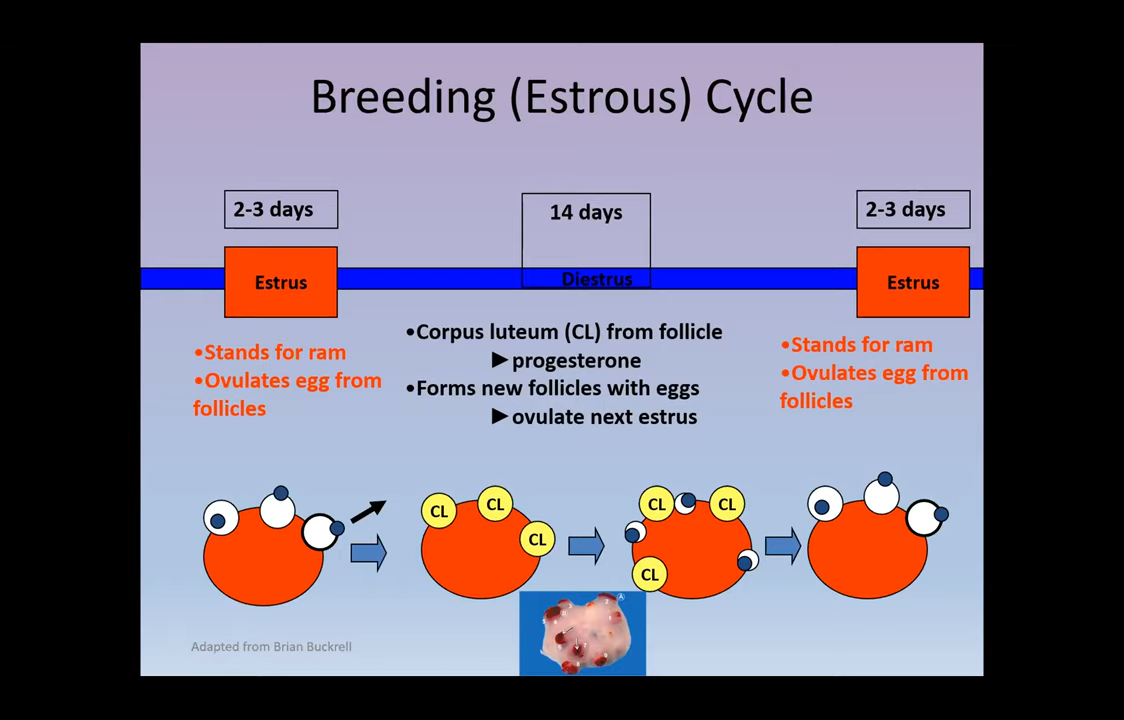 Breeding (Estrous) Cycle
2-3 days
14 days
2-3 days
Estrus
Diestrus
Estrus
•Stands for ram
•Ovulates egg from
follicles
•Corpus luteum (CL) from follicle
►progesterone
•Forms new follicles with eggs
►ovulate next estrus
•Stands for ram
•Ovulates egg from
follicles
CL
CL
CL
CL
CL
CL
A
Adapted from Brian Buckrell